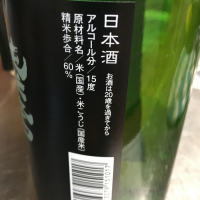 お酒は20歳を過ぎてから
日本酒
アルコール分/15度
原材料名/米(国産)・米こうじ(国産米)
精米歩合/60%